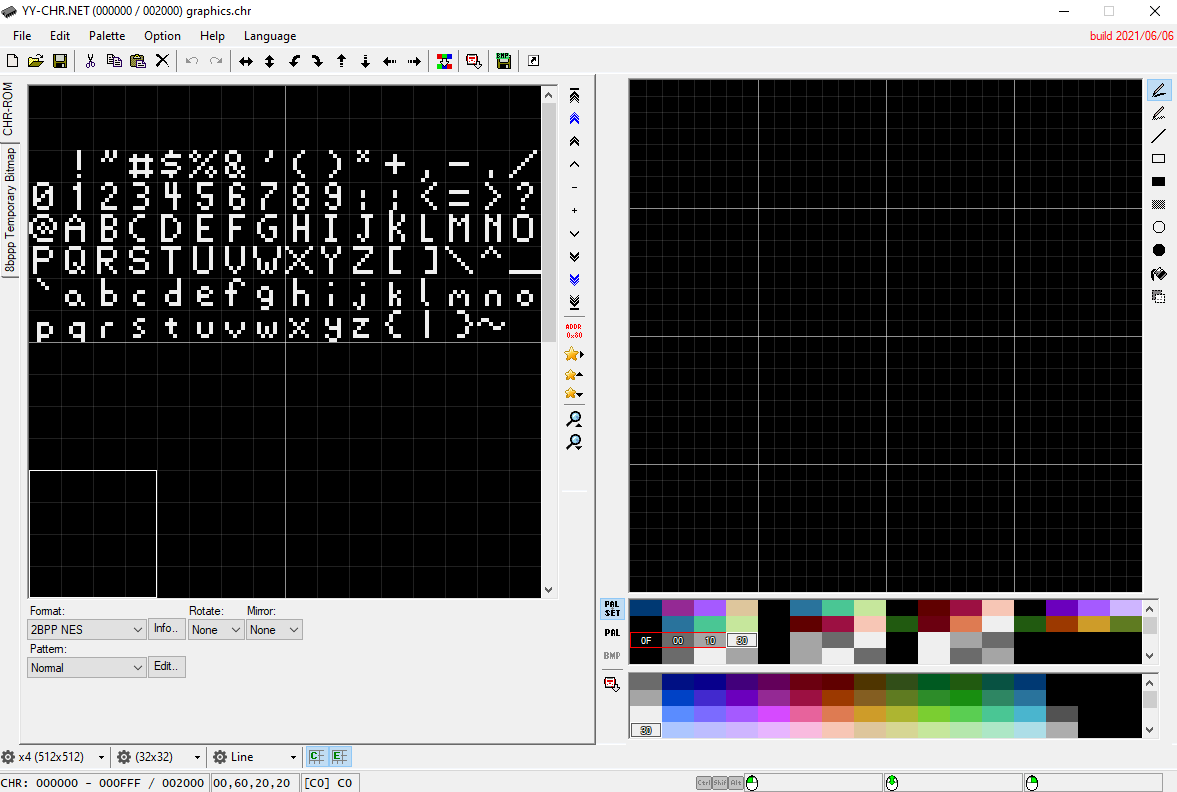 YY-CHR.NET (000000 / 002000) graphics.chr
File Edit Palette Option Help Language
build 2021/06/06
BMP
CHR-ROM
8bppp Temporary Bitmap
! " # $ % & ' ( ) * + , - . /
0 1 2 3 4 5 6 7 8 9 : ; < = > ?
@ A B C D E F G H I J K L M N O
P Q R S T U V W X Y Z [ ] \ ^ _
` a b c d e f g h i j k l m n o
p q r s t u v w x y z { | } ~
ADDR
0x80
Format: Rotate: Mirror:
2BPP NES Info.. None None
Pattern:
Normal Edit..
PAL
SET
PAL
BMP
0F 00 10 30
30
x4 (512x512) (32x32) Line C E
CHR: 000000 - 000FFF / 002000 00,60,20,20 [C0] C0
Ctrl Shif Alt